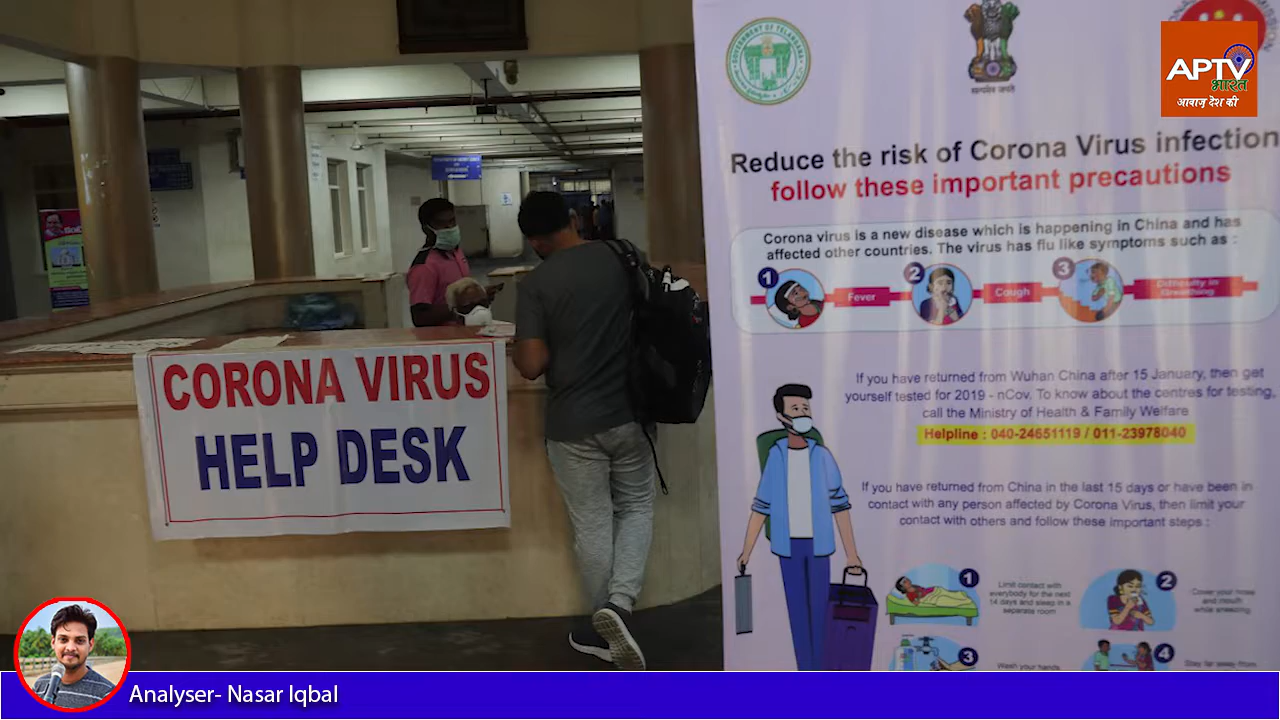 APTV
भारत
आवाज़ देश की
GOVERNMENT OF TELANGANA
सत्यमेव जयते
Reduce the risk of Corona Virus infection
follow these important precautions
Corona virus is a new disease which is happening in China and has
affected other countries. The virus has flu like symptoms such as :
1
Fever
2
Cough
3
Difficulty in
Breathing
If you have returned from Wuhan China after 15 January, then get
yourself tested for 2019 - nCov. To know about the centres for testing,
call the Ministry of Health & Family Welfare
Helpline : 040-24651119 / 011-23978040
If you have returned from China in the last 15 days or have been in
contact with any person affected by Corona Virus, then limit your
contact with others and follow these important steps :
1
Limit contact with
everybody for the next
14 days and sleep in a
separate room
2
Cover your nose
and mouth
while sneezing
3
Wash your hands
4
Stay far away from
CORONA VIRUS
HELP DESK
Analyser- Nasar Iqbal